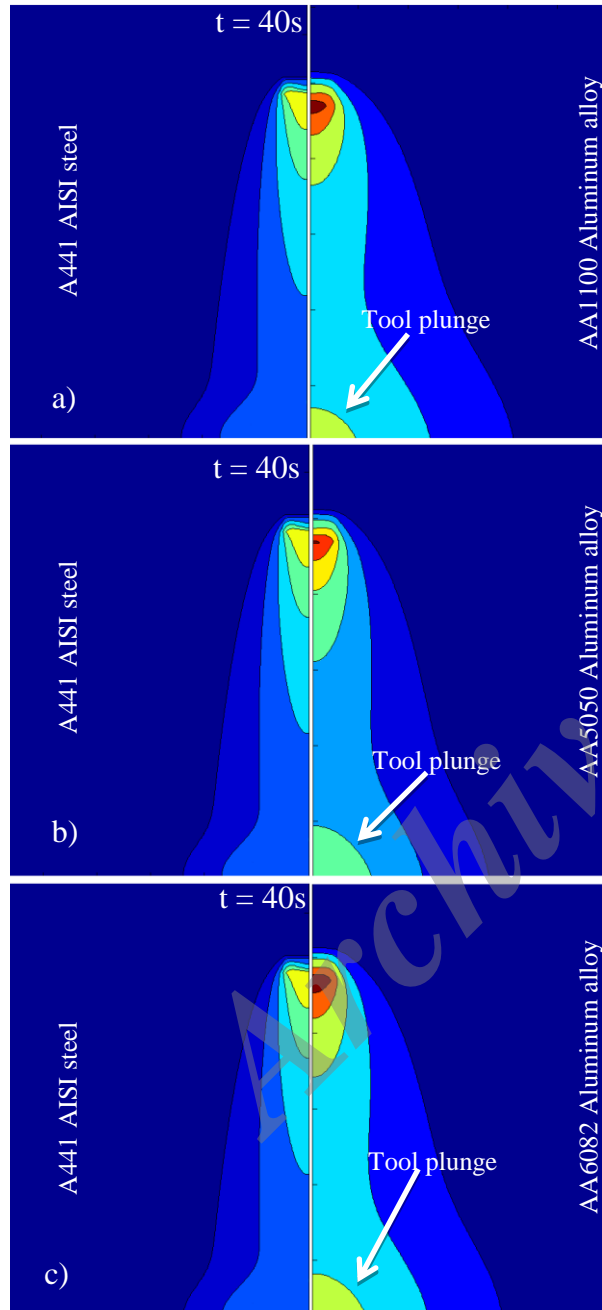 t = 40s
A441 AISI steel
AA1100 Aluminum alloy
Tool plunge
a)
t = 40s
A441 AISI steel
AA5050 Aluminum alloy
Tool plunge
b)
t = 40s
A441 AISI steel
AA6082 Aluminum alloy
Tool plunge
c)
Archiv